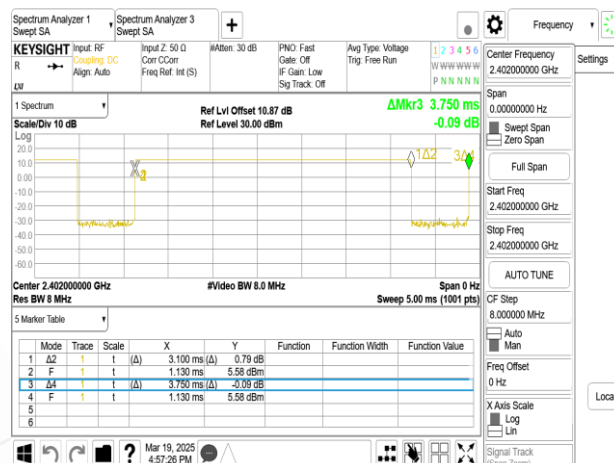 Spectrum Analyzer 1
Swept SA
Spectrum Analyzer 3
Swept SA
+
Frequency
KEYSIGHT
R
Input: RF
Coupling: DC
Align: Auto
Input Z: 50 Ω
Corr CCorr
Freq Ref: Int (S)
#Atten: 30 dB
PNO: Fast
Gate: Off
IF Gain: Low
Sig Track: Off
Avg Type: Voltage
Trig: Free Run
1 2 3 4 5 6
W W W W W W
P N N N N N
1 Spectrum
Scale/Div 10 dB
Log
Ref Lvl Offset 10.87 dB
Ref Level 30.00 dBm
ΔMkr3 3.750 ms
-0.09 dB
20.0
10.0
0.00
-10.0
-20.0
-30.0
-40.0
-50.0
-60.0
1Δ2
3Δ4
Center 2.402000000 GHz
#Video BW 8.0 MHz
Span 0 Hz
Res BW 8 MHz
Sweep 5.00 ms (1001 pts)
5 Marker Table
Mode Trace Scale X Y Function Function Width Function Value
1 Δ2 1 t (Δ) 3.100 ms (Δ) 0.79 dB
2 F 1 t 1.130 ms 5.58 dBm
3 Δ4 1 t (Δ) 3.750 ms (Δ) -0.09 dB
4 F 1 t 1.130 ms 5.58 dBm
5
6
?
Mar 19, 2025
4:57:26 PM
Center Frequency
2.402000000 GHz
Settings
Span
0.00000000 Hz
Swept Span
Zero Span
Full Span
Start Freq
2.402000000 GHz
Stop Freq
2.402000000 GHz
AUTO TUNE
CF Step
8.000000 MHz
Auto
Man
Freq Offset
0 Hz
Loca
X Axis Scale
Log
Lin
Signal Track
(Span Zoom)